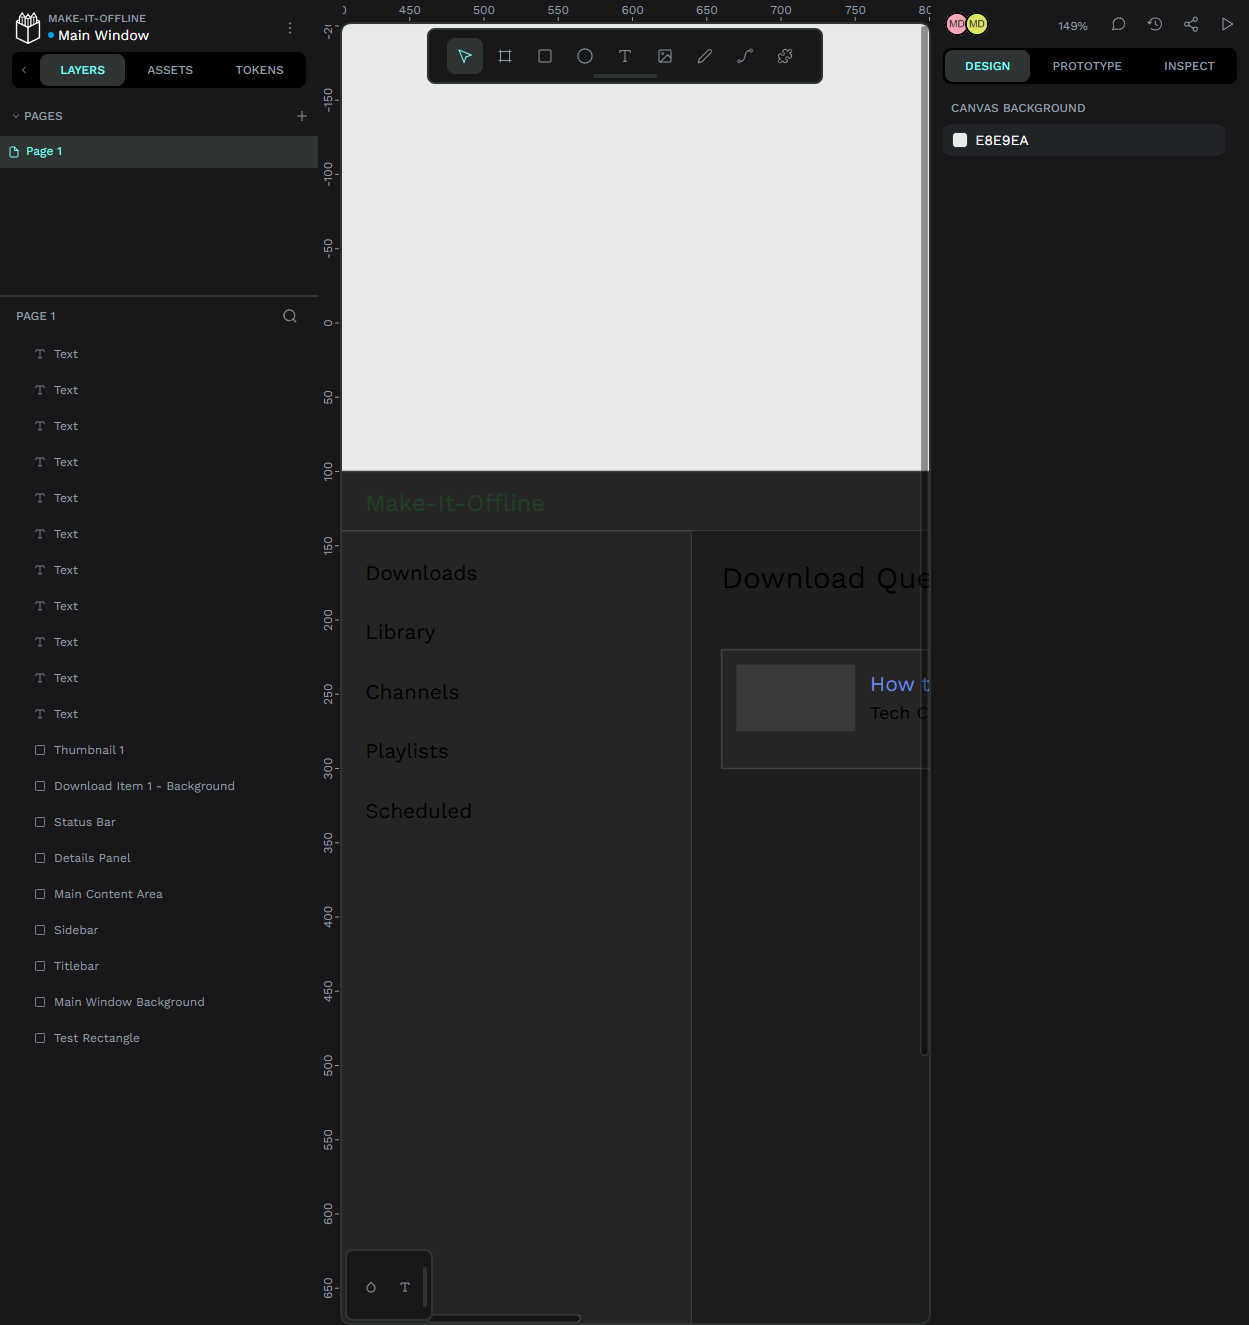 MAKE-IT-OFFLINE
Main Window
LAYERS
ASSETS
TOKENS
PAGES
Page 1
PAGE 1
Text
Text
Text
Text
Text
Text
Text
Text
Text
Text
Text
Thumbnail 1
Download Item 1 - Background
Status Bar
Details Panel
Main Content Area
Sidebar
Titlebar
Main Window Background
Test Rectangle
450
500
550
600
650
700
750
-150
-100
-50
0
50
100
150
200
250
300
350
400
450
500
550
600
650
Make-It-Offline
Downloads
Library
Channels
Playlists
Scheduled
Download Que
How t
Tech C
MD
MD
149%
DESIGN
PROTOTYPE
INSPECT
CANVAS BACKGROUND
E8E9EA